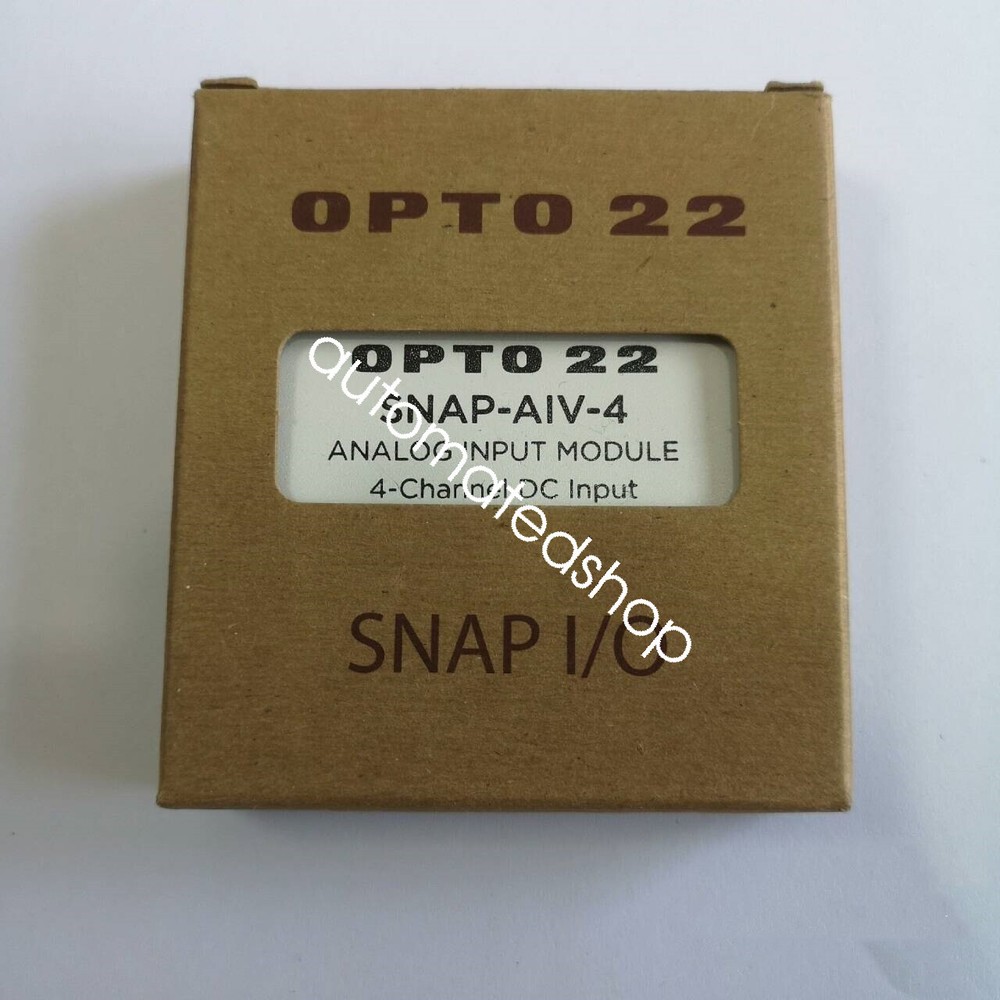 OPTO 22
OPTO 22
SNAP-AIV-4
ANALOG INPUT MODULE
4-Channel DC Input
SNAP I/O
automatedshop